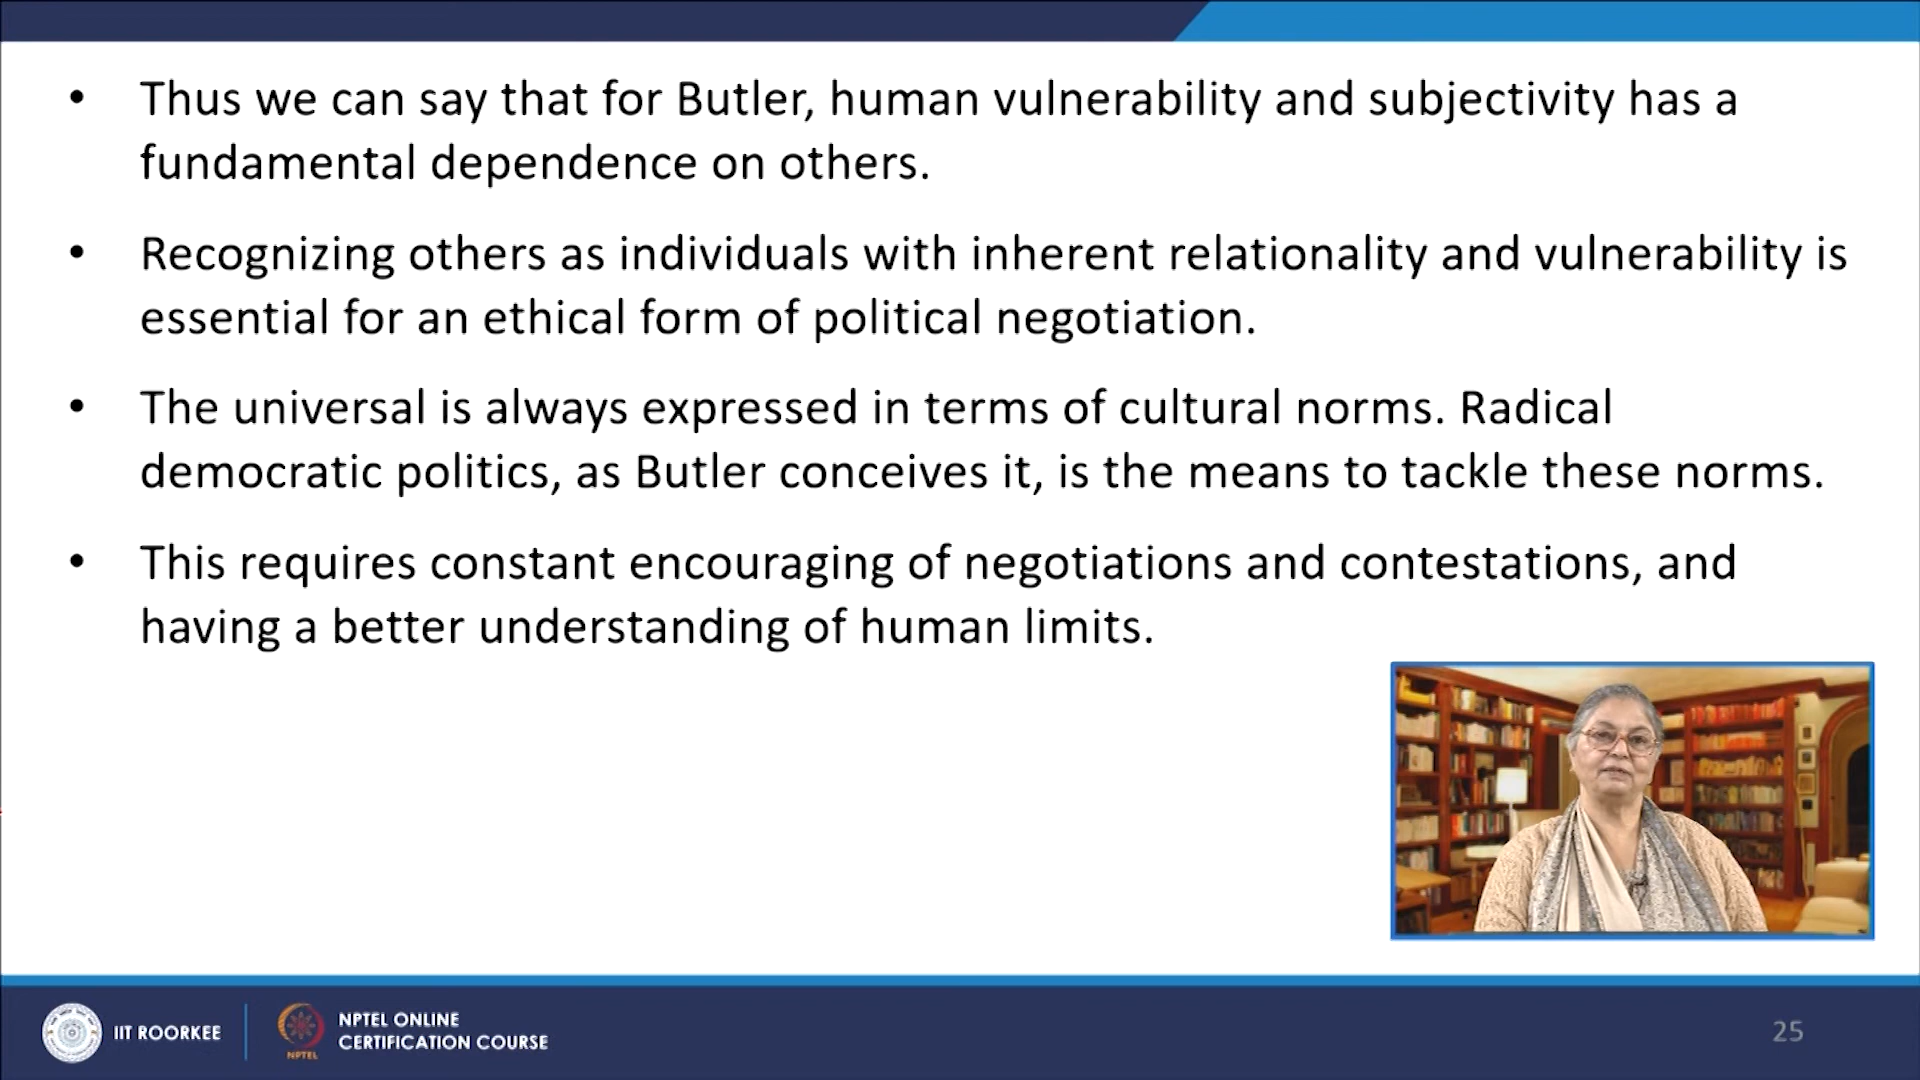 • Thus we can say that for Butler, human vulnerability and subjectivity has a
fundamental dependence on others.
• Recognizing others as individuals with inherent relationality and vulnerability is
essential for an ethical form of political negotiation.
• The universal is always expressed in terms of cultural norms. Radical
democratic politics, as Butler conceives it, is the means to tackle these norms.
• This requires constant encouraging of negotiations and contestations, and
having a better understanding of human limits.
IIT ROORKEE
NPTEL
NPTEL ONLINE
CERTIFICATION COURSE
25